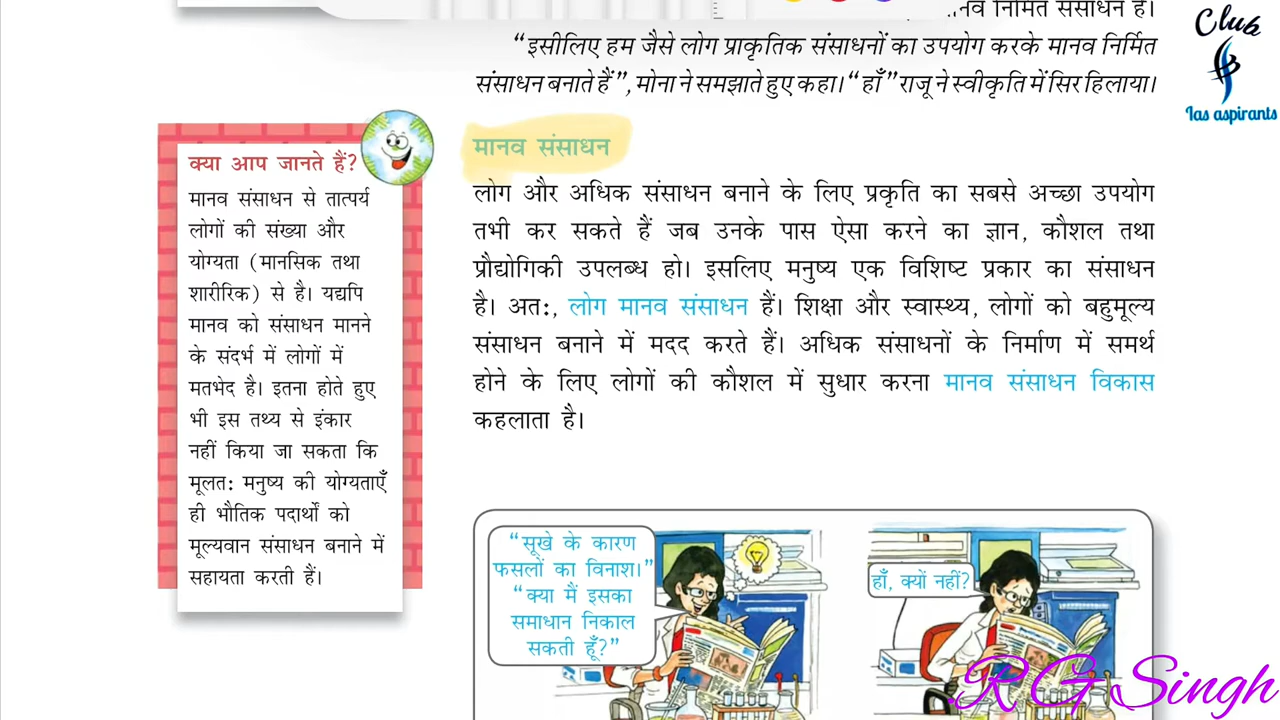 मानव निर्मित संसाधन हैं।
“इसीलिए हम जैसे लोग प्राकृतिक संसाधनों का उपयोग करके मानव निर्मित
संसाधन बनाते हैं”, मोना ने समझाते हुए कहा। “हाँ” राजू ने स्वीकृति में सिर हिलाया।
Club
Ias aspirants
क्या आप जानते हैं?
मानव संसाधन से तात्पर्य
लोगों की संख्या और
योग्यता (मानसिक तथा
शारीरिक) से है। यद्यपि
मानव को संसाधन मानने
के संदर्भ में लोगों में
मतभेद है। इतना होते हुए
भी इस तथ्य से इंकार
नहीं किया जा सकता कि
मूलतः मनुष्य की योग्यताएँ
ही भौतिक पदार्थों को
मूल्यवान संसाधन बनाने में
सहायता करती हैं।
मानव संसाधन
लोग और अधिक संसाधन बनाने के लिए प्रकृति का सबसे अच्छा उपयोग
तभी कर सकते हैं जब उनके पास ऐसा करने का ज्ञान, कौशल तथा
प्रौद्योगिकी उपलब्ध हो। इसलिए मनुष्य एक विशिष्ट प्रकार का संसाधन
है। अतः, लोग मानव संसाधन हैं। शिक्षा और स्वास्थ्य, लोगों को बहुमूल्य
संसाधन बनाने में मदद करते हैं। अधिक संसाधनों के निर्माण में समर्थ
होने के लिए लोगों की कौशल में सुधार करना मानव संसाधन विकास
कहलाता है।
“सूखे के कारण
फसलों का विनाश।”
“क्या मैं इसका
समाधान निकाल
सकती हूँ?”
हाँ, क्यों नहीं?
RG Singh